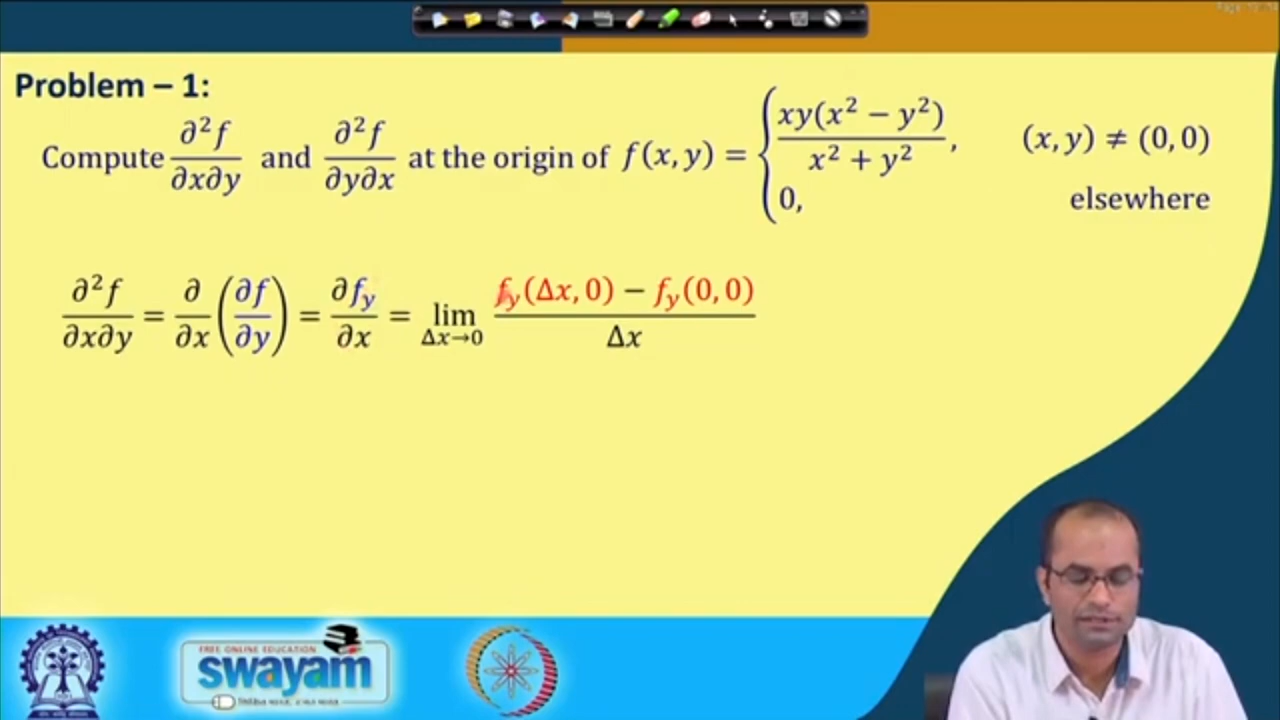 Problem – 1:
Compute ∂²f/∂x∂y and ∂²f/∂y∂x at the origin of f(x, y) = { xy(x² − y²)/(x² + y²), (x, y) ≠ (0, 0)
0, elsewhere
∂²f/∂x∂y = ∂/∂x (∂f/∂y) = ∂f_y/∂x = lim Δx→0 f_y(Δx, 0) − f_y(0, 0)/Δx
FREE ONLINE EDUCATION
swayam